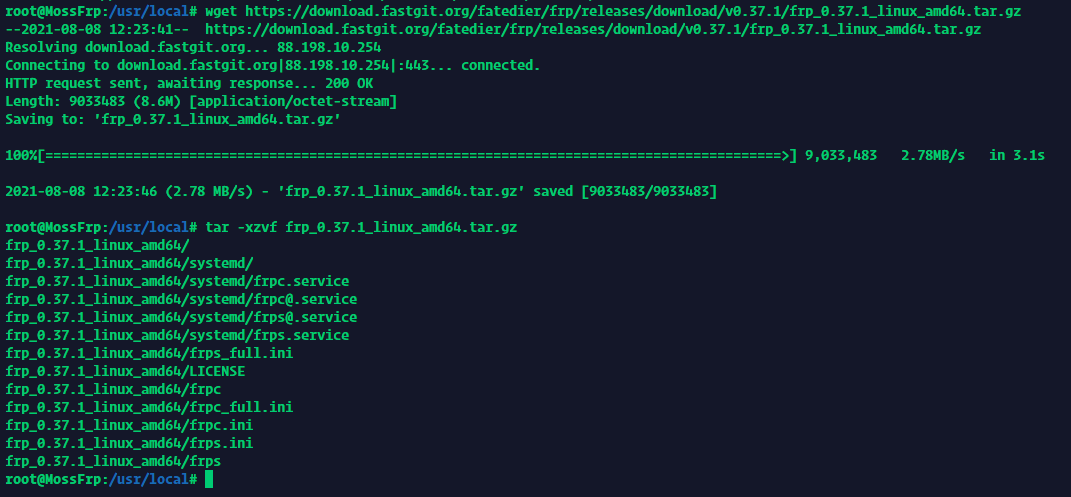 root@MossFrp:/usr/local# wget https://download.fastgit.org/fatedier/frp/releases/download/v0.37.1/frp_0.37.1_linux_amd64.tar.gz
--2021-08-08 12:23:41--  https://download.fastgit.org/fatedier/frp/releases/download/v0.37.1/frp_0.37.1_linux_amd64.tar.gz
Resolving download.fastgit.org... 88.198.10.254
Connecting to download.fastgit.org|88.198.10.254|:443... connected.
HTTP request sent, awaiting response... 200 OK
Length: 9033483 (8.6M) [application/octet-stream]
Saving to: 'frp_0.37.1_linux_amd64.tar.gz'
100%[============================================================================================>] 9,033,483   2.78MB/s   in 3.1s
2021-08-08 12:23:46 (2.78 MB/s) - 'frp_0.37.1_linux_amd64.tar.gz' saved [9033483/9033483]
root@MossFrp:/usr/local# tar -xzvf frp_0.37.1_linux_amd64.tar.gz
frp_0.37.1_linux_amd64/
frp_0.37.1_linux_amd64/systemd/
frp_0.37.1_linux_amd64/systemd/frpc.service
frp_0.37.1_linux_amd64/systemd/frpc@.service
frp_0.37.1_linux_amd64/systemd/frps@.service
frp_0.37.1_linux_amd64/systemd/frps.service
frp_0.37.1_linux_amd64/frps_full.ini
frp_0.37.1_linux_amd64/LICENSE
frp_0.37.1_linux_amd64/frpc
frp_0.37.1_linux_amd64/frpc_full.ini
frp_0.37.1_linux_amd64/frpc.ini
frp_0.37.1_linux_amd64/frps.ini
frp_0.37.1_linux_amd64/frps
root@MossFrp:/usr/local#